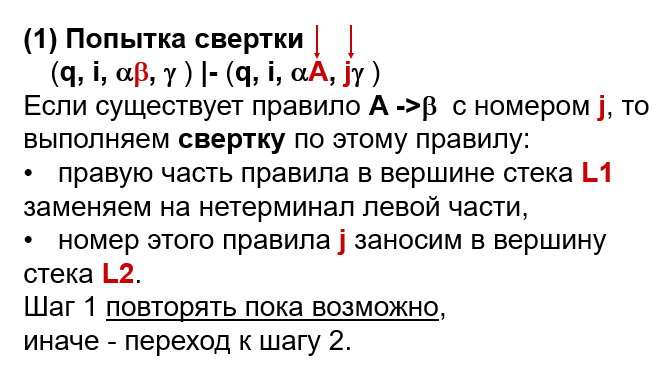 (1) Попытка свертки
(q, i, αβ, γ ) |- (q, i, αA, jγ )
Если существует правило A ->β с номером j, то
выполняем свертку по этому правилу:
• правую часть правила в вершине стека L1
заменяем на нетерминал левой части,
• номер этого правила j заносим в вершину
стека L2.
Шаг 1 повторять пока возможно,
иначе - переход к шагу 2.